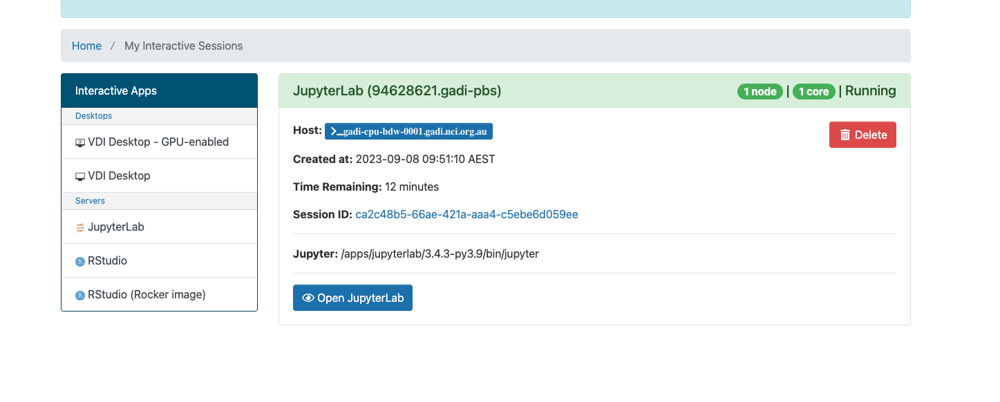 Home / My Interactive Sessions
Interactive Apps
Desktops
VDI Desktop - GPU-enabled
VDI Desktop
Servers
JupyterLab
RStudio
RStudio (Rocker image)
JupyterLab (94628621.gadi-pbs)
1 node | 1 core | Running
Host: >_gadi-cpu-bdw-0001.gadi.nci.org.au
Delete
Created at: 2023-09-08 09:51:10 AEST
Time Remaining: 12 minutes
Session ID: ca2c48b5-66ae-421a-aaa4-c5ebe6d059ee
Jupyter: /apps/jupyterlab/3.4.3-py3.9/bin/jupyter
Open JupyterLab